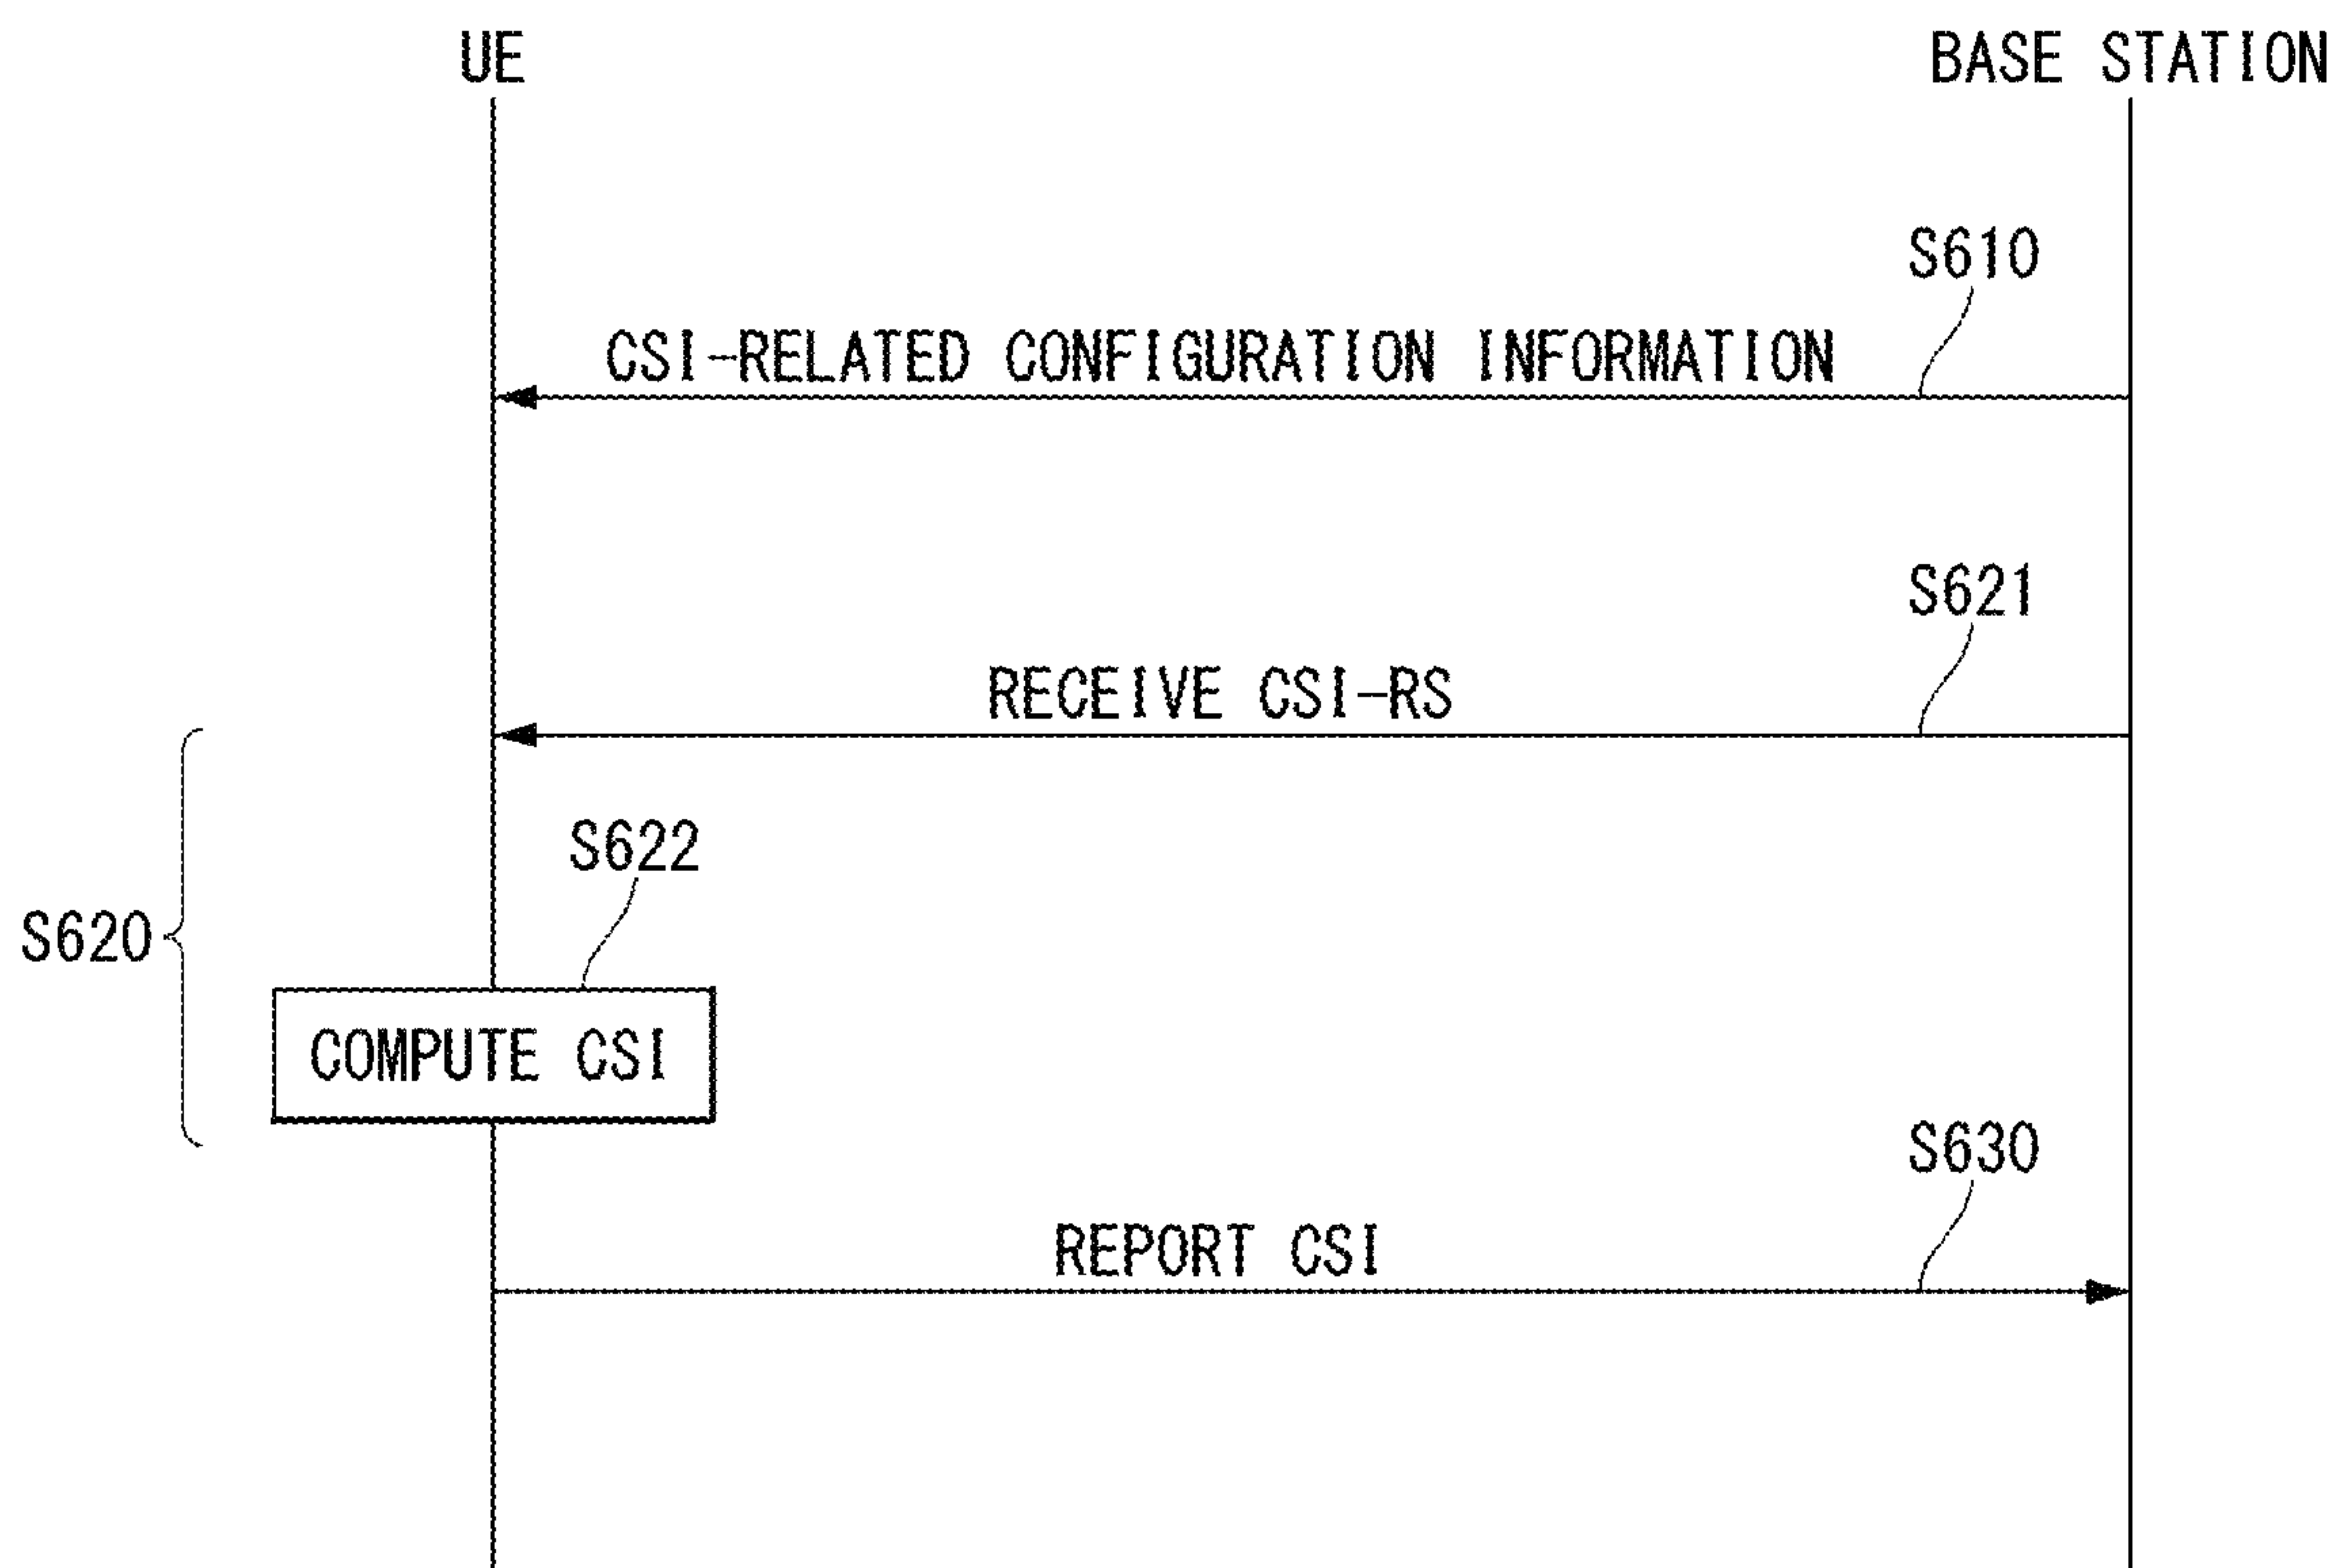 UE
BASE STATION
S610
CSI-RELATED CONFIGURATION INFORMATION
S621
RECEIVE CSI-RS
S622
S620
COMPUTE CSI
S630
REPORT CSI